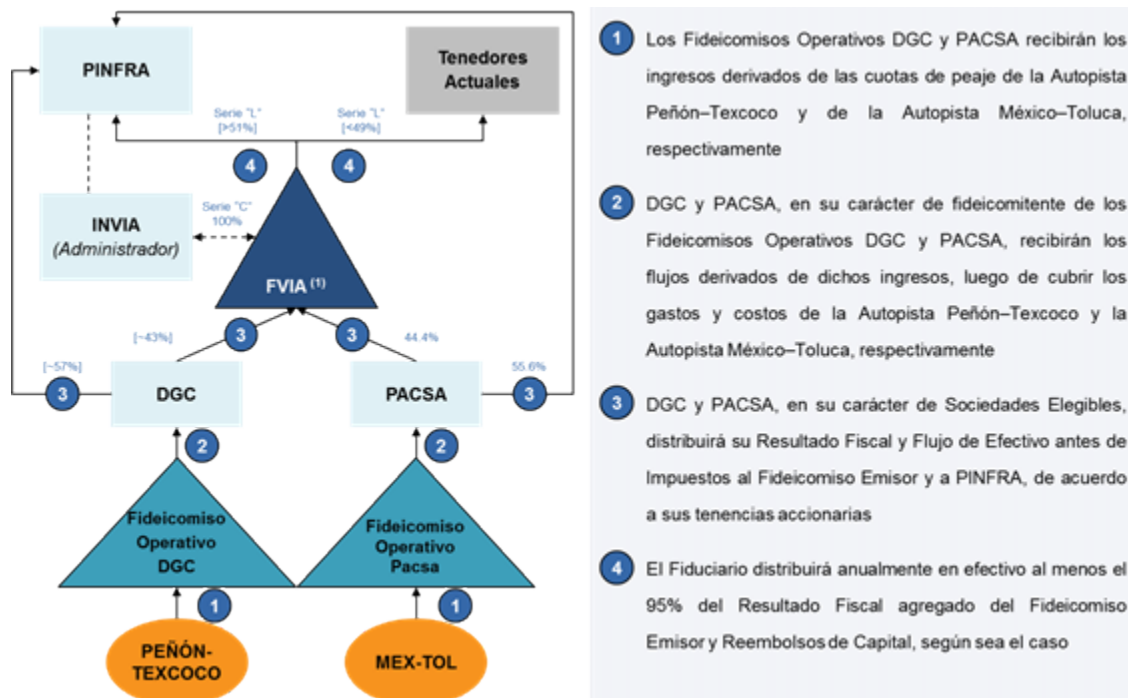 PINFRA
Tenedores
Actuales
Serie "L"
[>51%]
Serie "L"
[<49%]
4
4
INVIA
(Administrador)
Serie "C"
100%
FVIA (1)
[~43%]
3
3
44.4%
[~57%]
3
DGC
PACSA
55.6%
3
2
2
Fideicomiso
Operativo
DGC
Fideicomiso
Operativo
Pacsa
1
1
PEÑÓN-
TEXCOCO
MEX-TOL
1 Los Fideicomisos Operativos DGC y PACSA recibirán los
ingresos derivados de las cuotas de peaje de la Autopista
Peñón–Texcoco y de la Autopista México–Toluca,
respectivamente
2 DGC y PACSA, en su carácter de fideicomitente de los
Fideicomisos Operativos DGC y PACSA, recibirán los
flujos derivados de dichos ingresos, luego de cubrir los
gastos y costos de la Autopista Peñón–Texcoco y la
Autopista México–Toluca, respectivamente
3 DGC y PACSA, en su carácter de Sociedades Elegibles,
distribuirá su Resultado Fiscal y Flujo de Efectivo antes de
Impuestos al Fideicomiso Emisor y a PINFRA, de acuerdo
a sus tenencias accionarias
4 El Fiduciario distribuirá anualmente en efectivo al menos el
95% del Resultado Fiscal agregado del Fideicomiso
Emisor y Reembolsos de Capital, según sea el caso